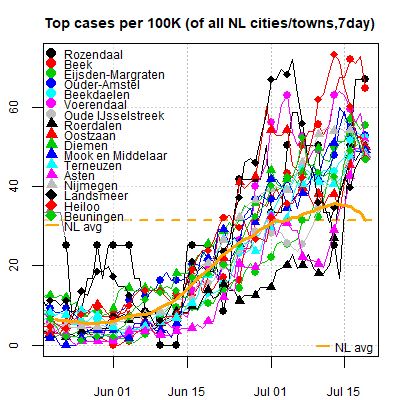 Top cases per 100K (of all NL cities/towns,7day)
Rozendaal
Beek
Eijsden-Margraten
Ouder-Amstel
Beekdaelen
Voerendaal
Oude IJsselstreek
Roerdalen
Oostzaan
Diemen
Mook en Middelaar
Terneuzen
Asten
Nijmegen
Landsmeer
Heiloo
Beuningen
NL avg
60
40
20
0
NL avg
Jun 01
Jun 15
Jul 01
Jul 15